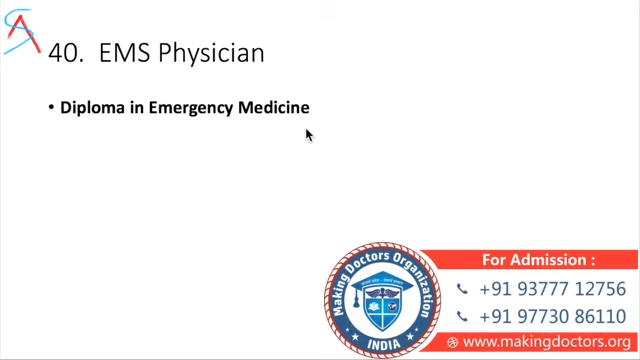 SA
40. EMS Physician
• Diploma in Emergency Medicine
Making Doctors Organization
INDIA
For Admission :
+91 93777 12756
+91 97730 86110
www.makingdoctors.org